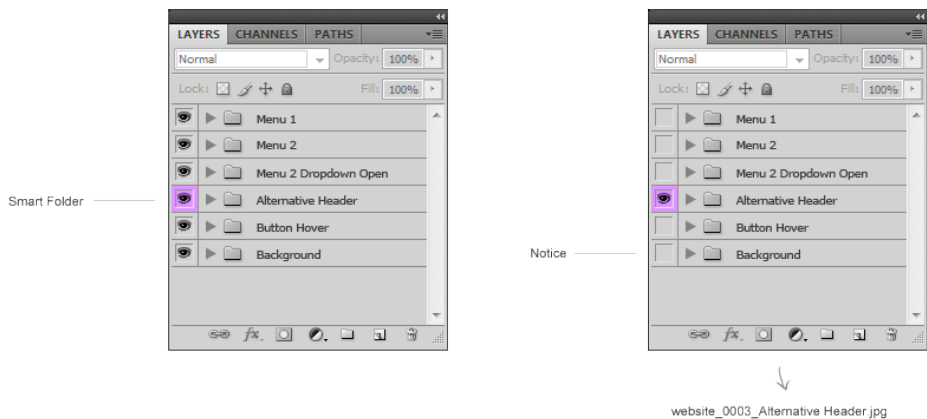 LAYERS CHANNELS PATHS
Normal Opacity: 100%
Lock: Fill: 100%
Menu 1
Menu 2
Menu 2 Dropdown Open
Smart Folder
Alternative Header
Button Hover
Background
fx.
LAYERS CHANNELS PATHS
Normal Opacity: 100%
Lock: Fill: 100%
Menu 1
Menu 2
Menu 2 Dropdown Open
Alternative Header
Button Hover
Notice
Background
fx.
website_0003_Alternative Header.jpg